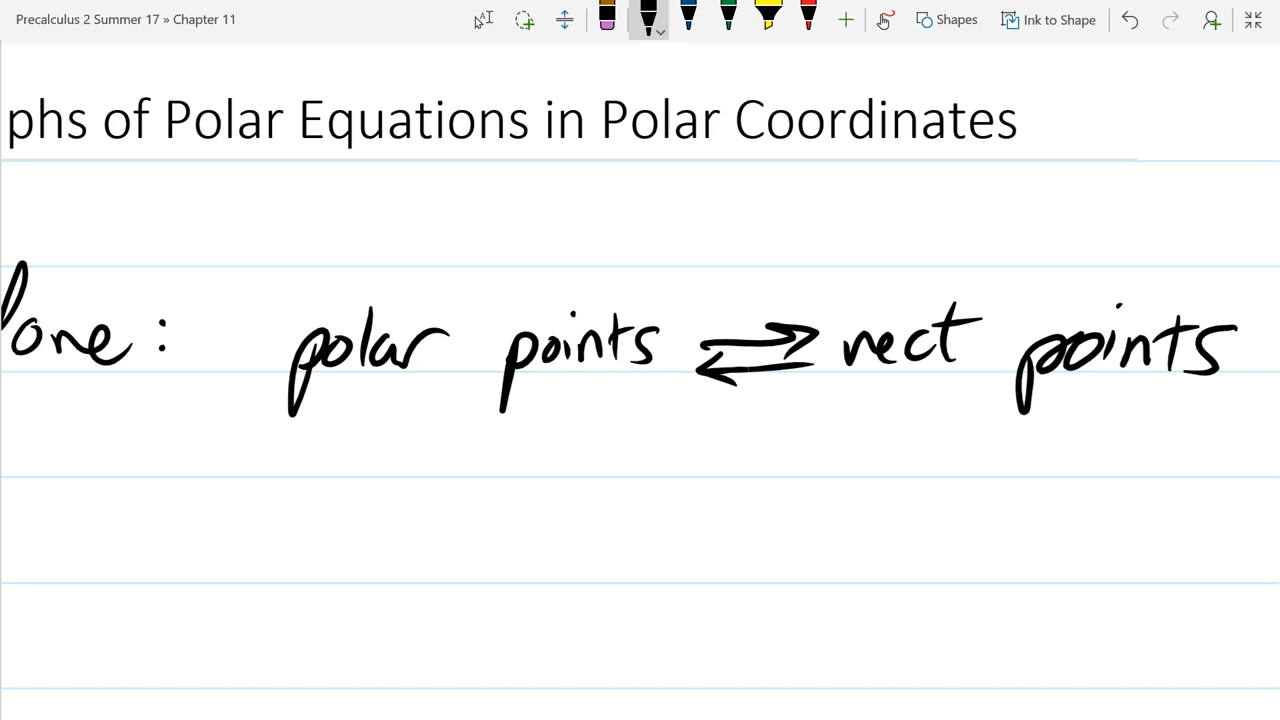 Precalculus 2 Summer 17 » Chapter 11
Shapes
Ink to Shape
phs of Polar Equations in Polar Coordinates
one: polar points ⇄ rect points